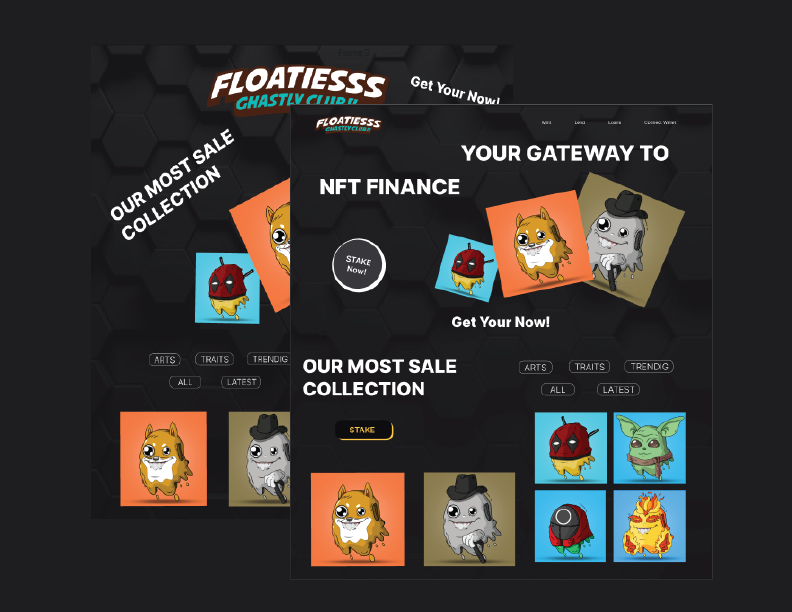 FLOATIESSS
GHASTLY CLUB!!
Get Your Now!
OUR MOST SALE
COLLECTION
ARTS
TRAITS
TRENDIG
ALL
LATEST
FLOATIESSS
GHASTLY CLUB!!
Loans
Connect Wallet
YOUR GATEWAY TO
NFT FINANCE
STAKE
Now!
Get Your Now!
OUR MOST SALE
COLLECTION
ARTS
TRAITS
TRENDIG
ALL
LATEST
STAKE